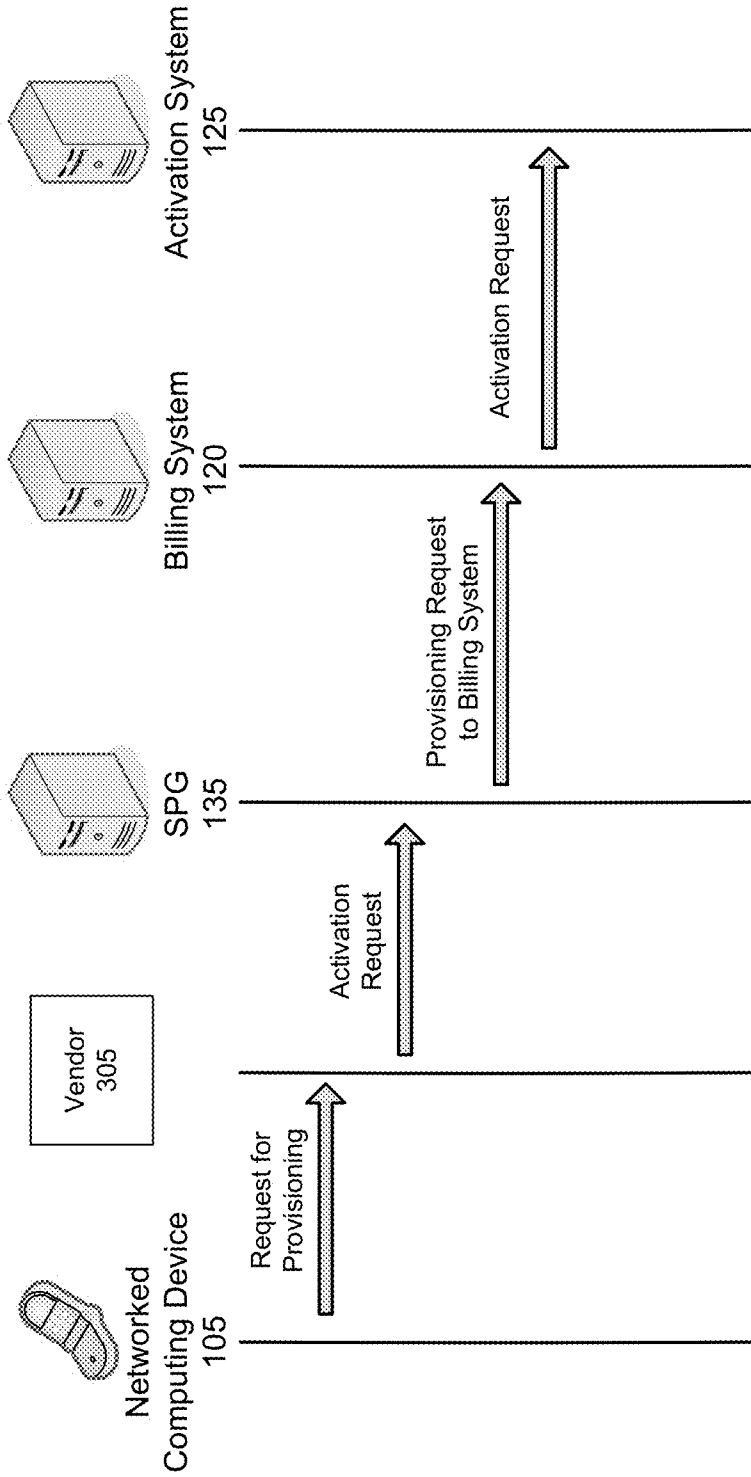 Networked
Computing Device
105
Vendor
305
SPG
135
Billing System
120
Activation System
125
Request for
Provisioning
Activation
Request
Provisioning Request
to Billing System
Activation Request